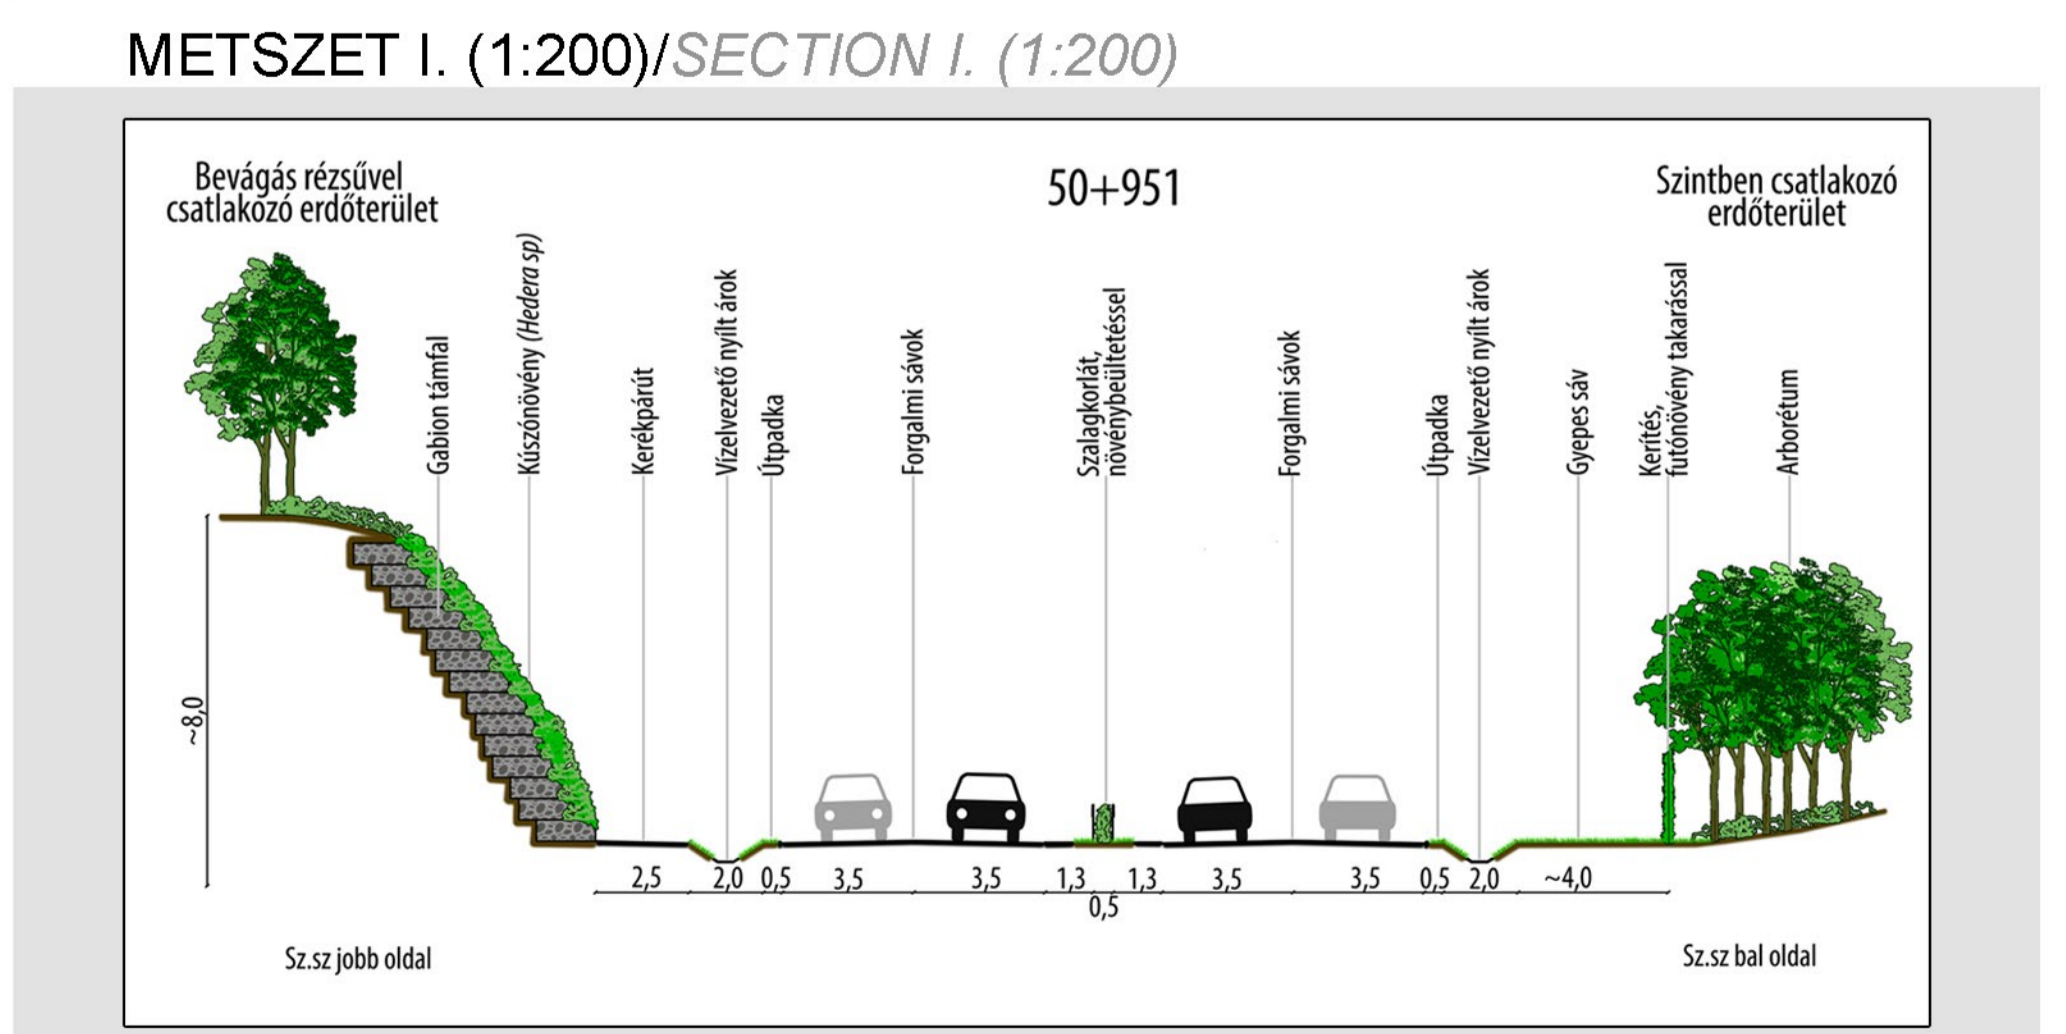 METSZET I. (1:200)/SECTION I. (1:200)
Bevágás rézsűvel
csatlakozó erdőterület
50+951
Szintben csatlakozó
erdőterület
Gabion támfal
Kúszónövény (Hedera sp)
Kerékpárút
Vízelvezető nyílt árok
Útpadka
Forgalmi sávok
Szalagkorlát,
növénybeültetéssel
Forgalmi sávok
Útpadka
Vízelvezető nyílt árok
Gyepes sáv
Kerítés,
futónövény takarással
Arborétum
~8,0
2,5 2,0 0,5 3,5 3,5 1,3 1,3 3,5 3,5 0,5 2,0 ~4,0
0,5
Sz.sz jobb oldal
Sz.sz bal oldal